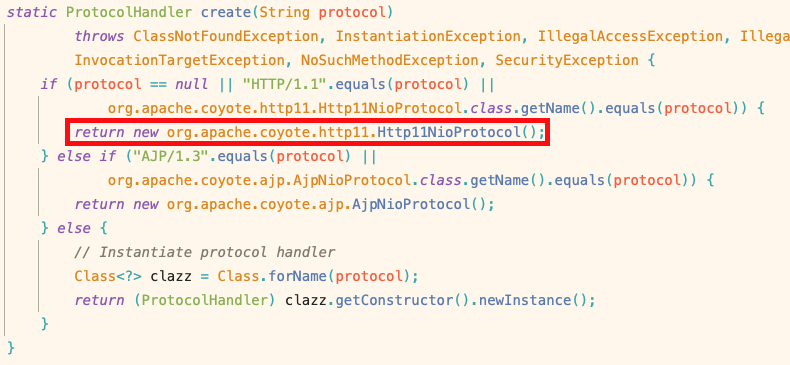 static ProtocolHandler create(String protocol)
        throws ClassNotFoundException, InstantiationException, IllegalAccessException, Illega
        InvocationTargetException, NoSuchMethodException, SecurityException {
    if (protocol == null || "HTTP/1.1".equals(protocol) ||
            org.apache.coyote.http11.Http11NioProtocol.class.getName().equals(protocol)) {
        return new org.apache.coyote.http11.Http11NioProtocol();
    } else if ("AJP/1.3".equals(protocol) ||
            org.apache.coyote.ajp.AjpNioProtocol.class.getName().equals(protocol)) {
        return new org.apache.coyote.ajp.AjpNioProtocol();
    } else {
        // Instantiate protocol handler
        Class<?> clazz = Class.forName(protocol);
        return (ProtocolHandler) clazz.getConstructor().newInstance();
    }
}